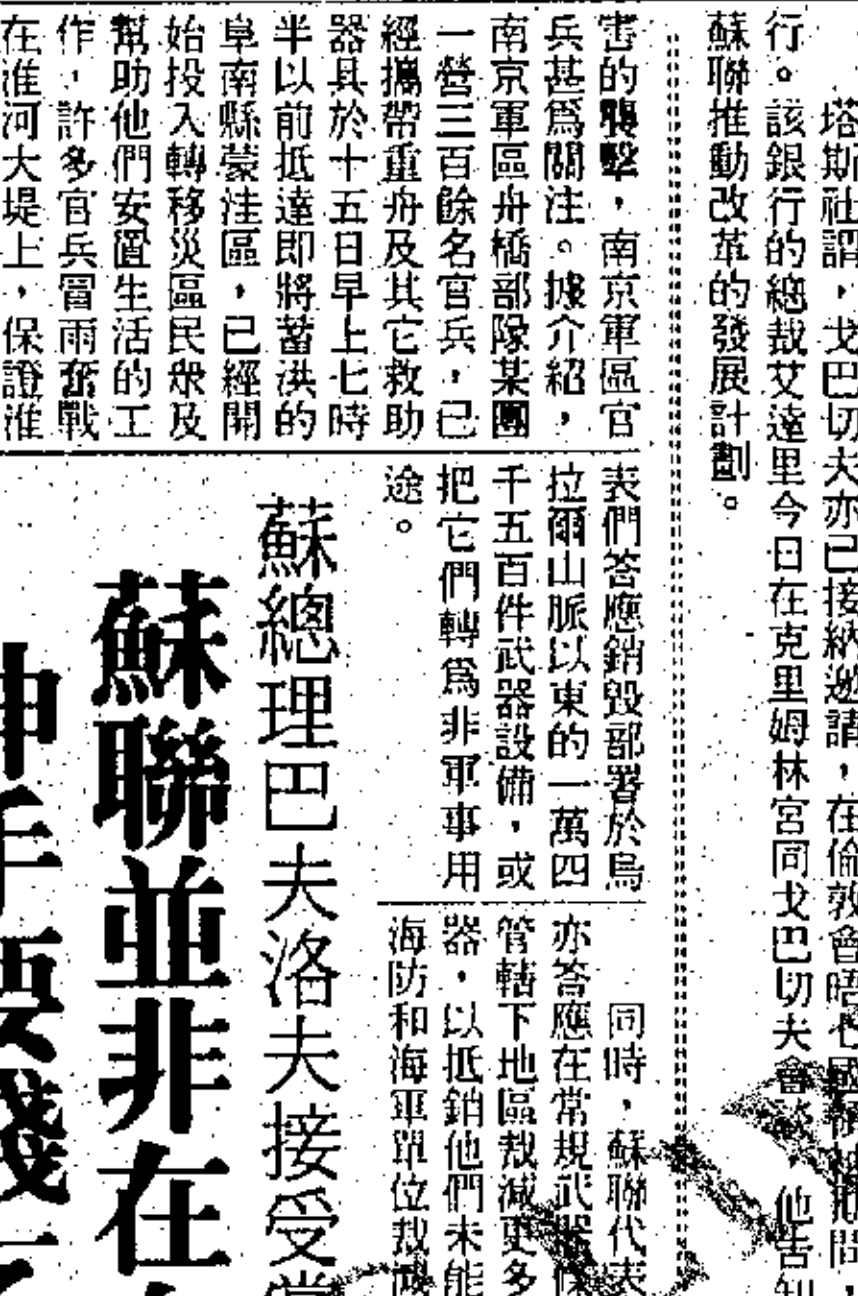 塔斯社謂，戈巴切夫亦已接納邀請，在倫敦會晤七國
行。該銀行的總裁艾達里今日在克里姆林宮同戈巴切夫會談，他告知
蘇聯推動改革的發展計劃。
害的襲擊，南京軍區官
兵甚爲關注。據介紹，
南京軍區舟橋部隊某團
一營三百餘名官兵，已
經攜帶重舟及其它救助
器具於十五日早上七時
半以前抵達即將蓄洪的
阜南縣蒙洼區，已經開
始投入轉移災區民衆及
幫助他們安置生活的工
作，許多官兵冒雨奮戰
在淮河大堤上，保證淮
表們答應銷毀部署於烏
拉爾山脈以東的一萬四
千五百件武器設備，或
把它們轉爲非軍事用
途。
同時，蘇聯代表
亦答應在常規武器條
管轄下地區裁減更多
器，以抵銷他們未能
海防和海軍單位裁減
蘇總理巴夫洛夫接受
蘇聯並非在
伸手要錢